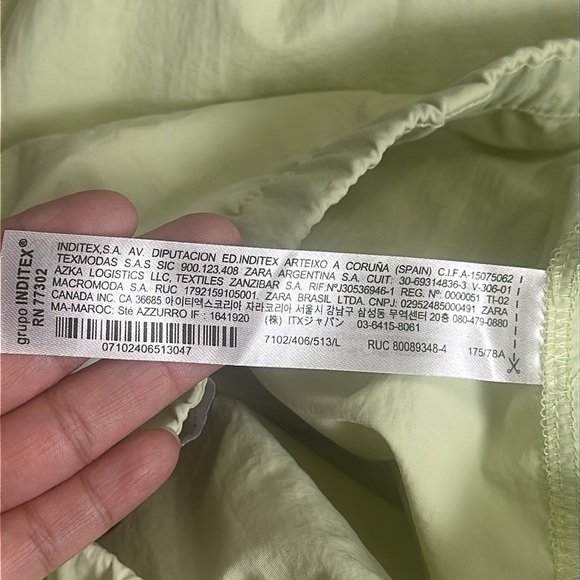 grupo INDITEX®
RN 77302
INDITEX,S.A. AV. DIPUTACION ED.INDITEX ARTEIXO A CORUÑA (SPAIN) C.I.F.A-15075062
TEXMODAS S.A.S SIC 900.123.408 ZARA ARGENTINA S.A. CUIT: 30-69314836-3 V-306-01
AZKA LOGISTICS LLC, TEXTILES ZANZIBAR S.A. RIF.NºJ30536946-1 REG. Nº: 0000051 TI-02
MACROMODA S.A. RUC 1792159105001. ZARA BRASIL LTDA. CNPJ: 02952485000491 ZARA
CANADA INC. CA 36685 아이티엑스코리아 자라코리아 서울시 강남구 삼성동 무역센터 20층 080-479-0880
MA-MAROC: Sté AZZURRO IF : 1641920 (株) ITXジャパン 03-6415-8061
07102406513047
7102/406/513/L
RUC 80089348-4
175/78A